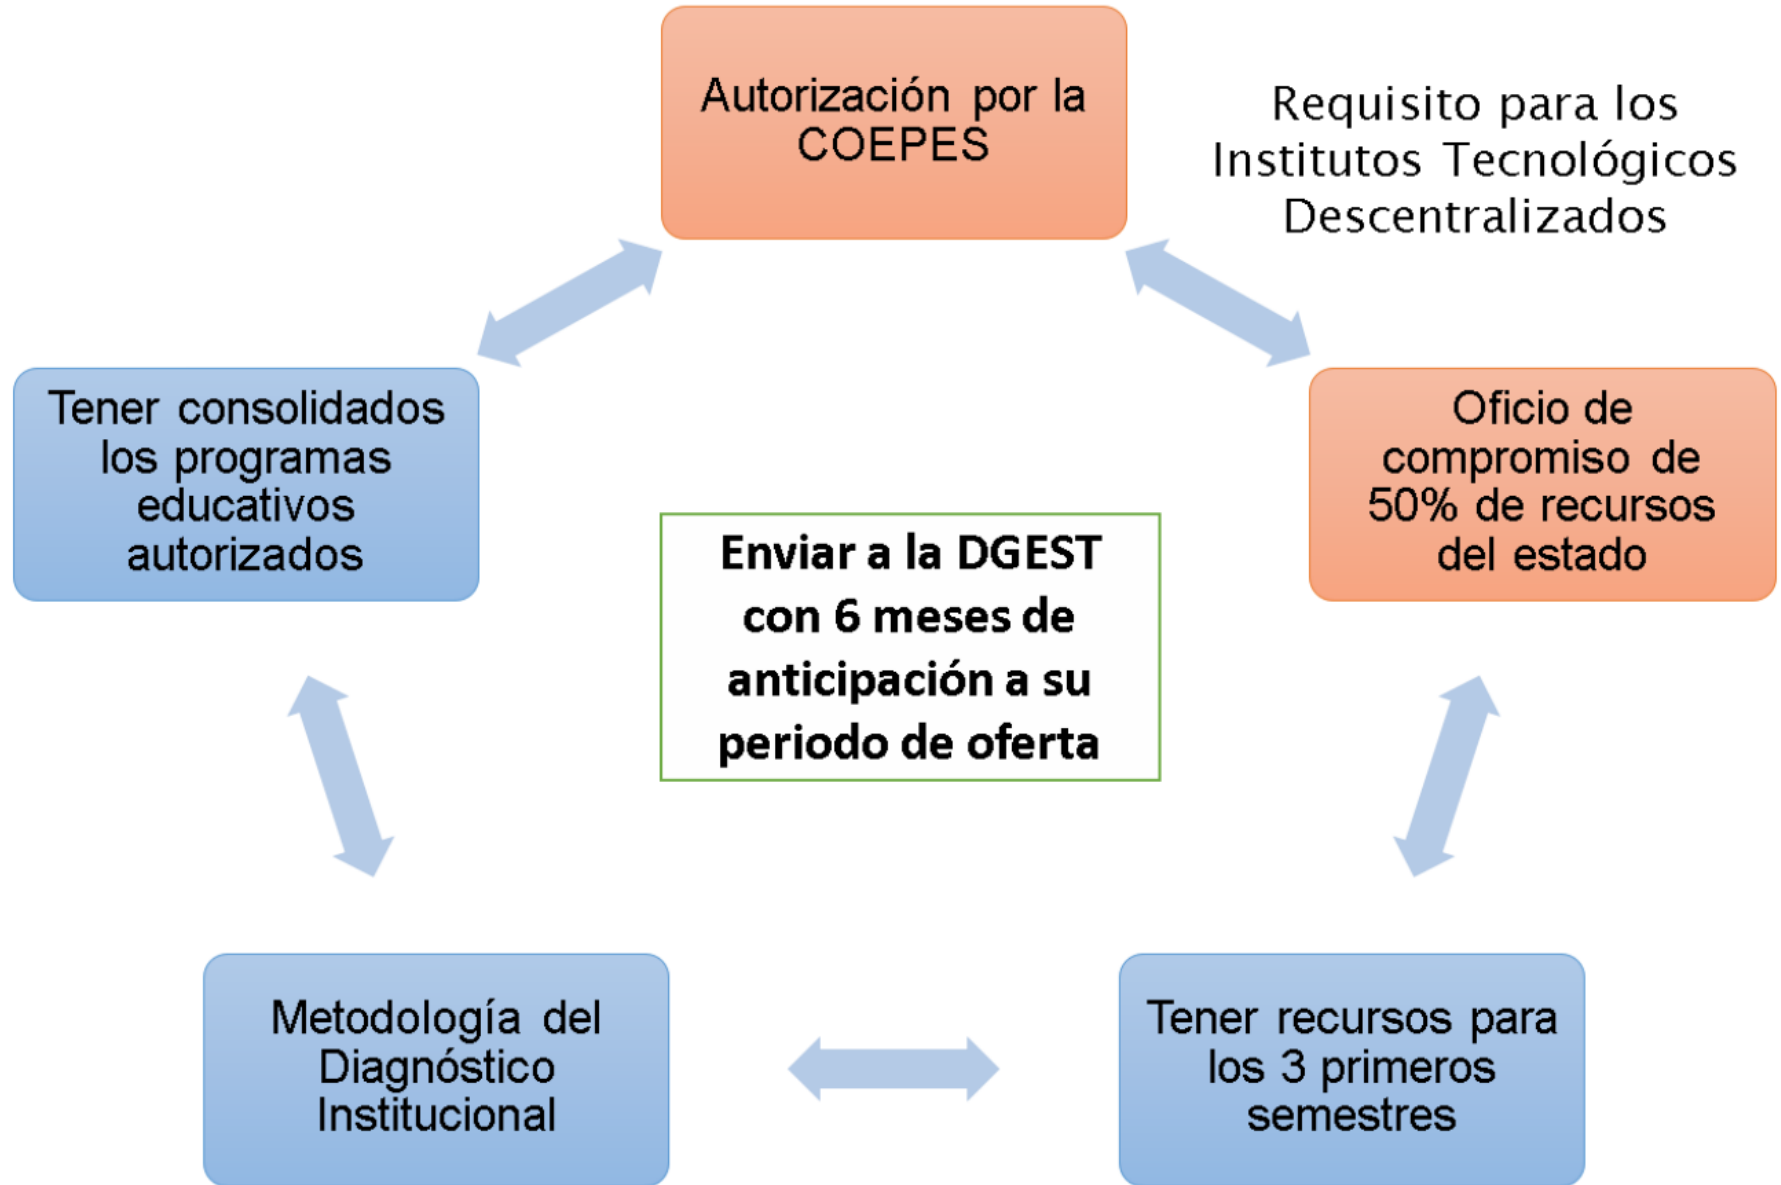 Autorización por la
COEPES
Requisito para los
Institutos Tecnológicos
Descentralizados
Tener consolidados
los programas
educativos
autorizados
Oficio de
compromiso de
50% de recursos
del estado
Enviar a la DGEST
con 6 meses de
anticipación a su
periodo de oferta
Metodología del
Diagnóstico
Institucional
Tener recursos para
los 3 primeros
semestres